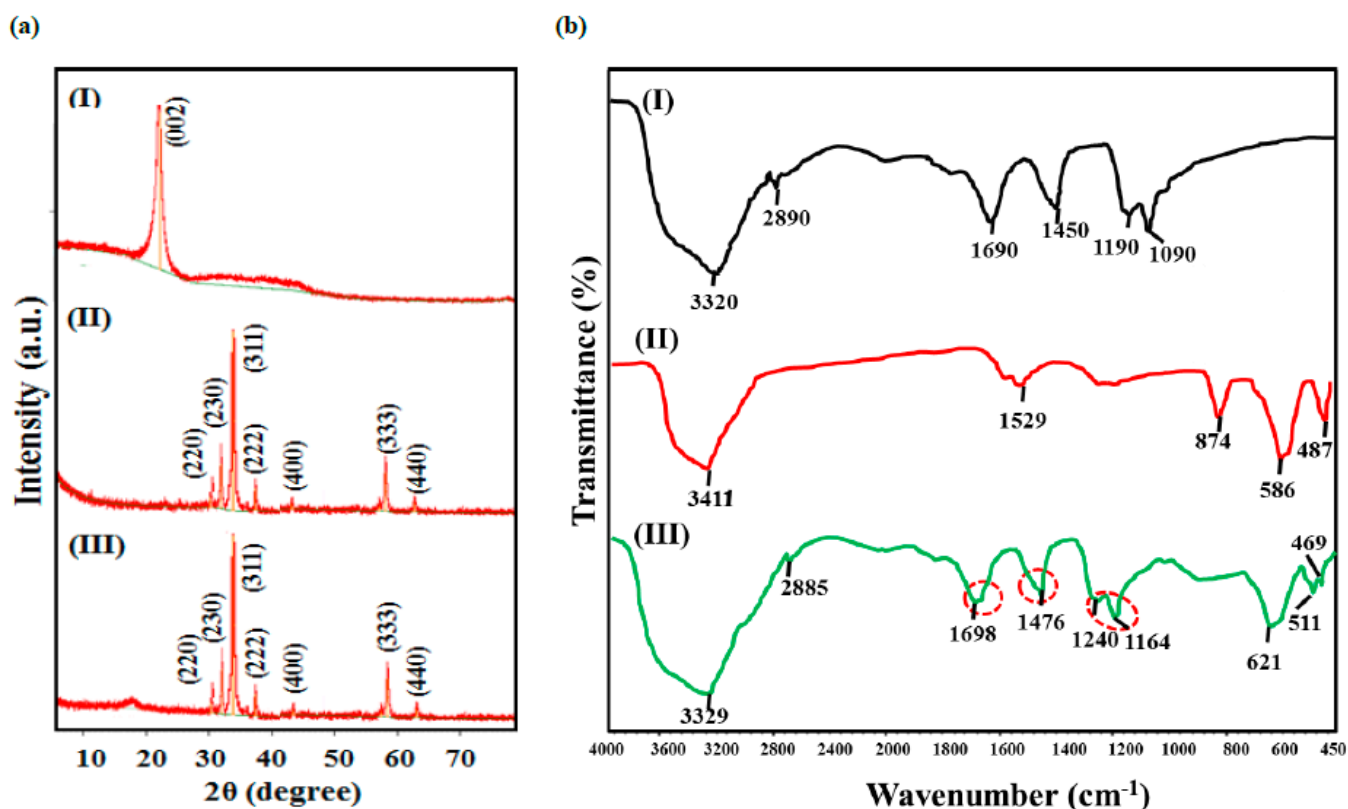 (a)
(I)
(002)
(II)
(220)
(230)
(311)
(222)
(400)
(333)
(440)
(III)
(220)
(230)
(311)
(222)
(400)
(333)
(440)
Intensity (a.u.)
10 20 30 40 50 60 70
2θ (degree)
(b)
(I)
2890
3320
1690
1450
1190
1090
(II)
3411
1529
874
586
487
(III)
2885
3329
1698
1476
1240
1164
621
511
469
Transmittance (%)
4000 3600 3200 2800 2400 2000 1600 1400 1200 1000 800 600 450
Wavenumber (cm⁻¹)